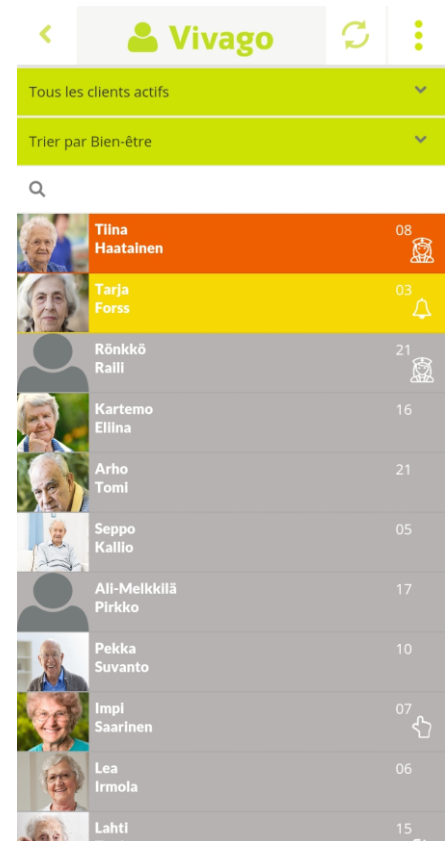 Vivago
Tous les clients actifs
Trier par Bien-être
Tiina
Haatainen
08
Tarja
Forss
03
Rönkkö
Raili
21
Kartemo
Eliina
16
Arho
Tomi
21
Seppo
Kallio
05
Ali-Melkkilä
Pirkko
17
Pekka
Suvanto
10
Impi
Saarinen
07
Lea
Irmola
06
Lahti
15